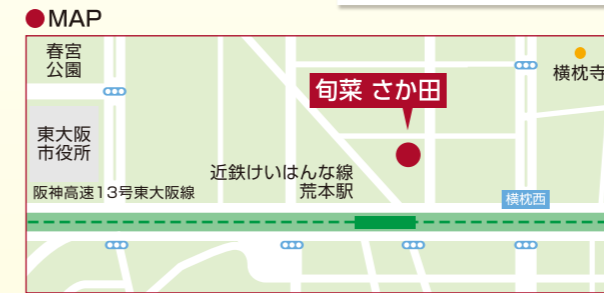 ●MAP
春宮
公園
横枕寺
旬菜 さか田
東大阪
市役所
近鉄けいはんな線
荒本駅
阪神高速13号東大阪線
横枕西